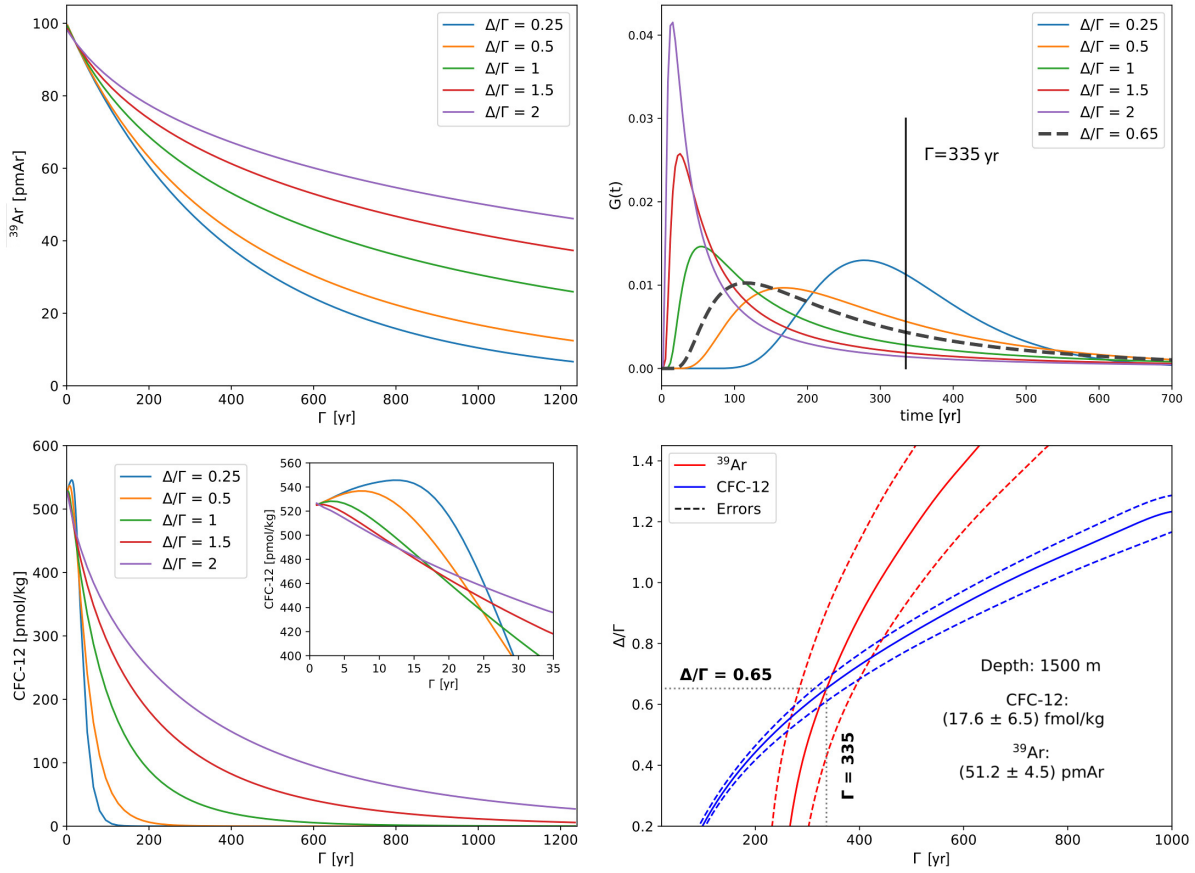 100
80
60
40
20
0
³⁹Ar [pmAr]
0 200 400 600 800 1000 1200
Γ [yr]
Δ/Γ = 0.25
Δ/Γ = 0.5
Δ/Γ = 1
Δ/Γ = 1.5
Δ/Γ = 2
0.04
0.03
0.02
0.01
0.00
G(t)
0 100 200 300 400 500 600 700
time [yr]
Γ=335 yr
Δ/Γ = 0.25
Δ/Γ = 0.5
Δ/Γ = 1
Δ/Γ = 1.5
Δ/Γ = 2
Δ/Γ = 0.65
600
500
400
300
200
100
0
CFC-12 [pmol/kg]
0 200 400 600 800 1000 1200
Γ [yr]
Δ/Γ = 0.25
Δ/Γ = 0.5
Δ/Γ = 1
Δ/Γ = 1.5
Δ/Γ = 2
560
540
520
500
480
460
440
420
400
CFC-12 [pmol/kg]
0 5 10 15 20 25 30 35
Γ [yr]
1.4
1.2
1.0
0.8
0.6
0.4
0.2
Δ/Γ
200 400 600 800 1000
Γ [yr]
³⁹Ar
CFC-12
Errors
Δ/Γ = 0.65
Γ = 335
Depth: 1500 m
CFC-12:
(17.6 ± 6.5) fmol/kg
³⁹Ar:
(51.2 ± 4.5) pmAr